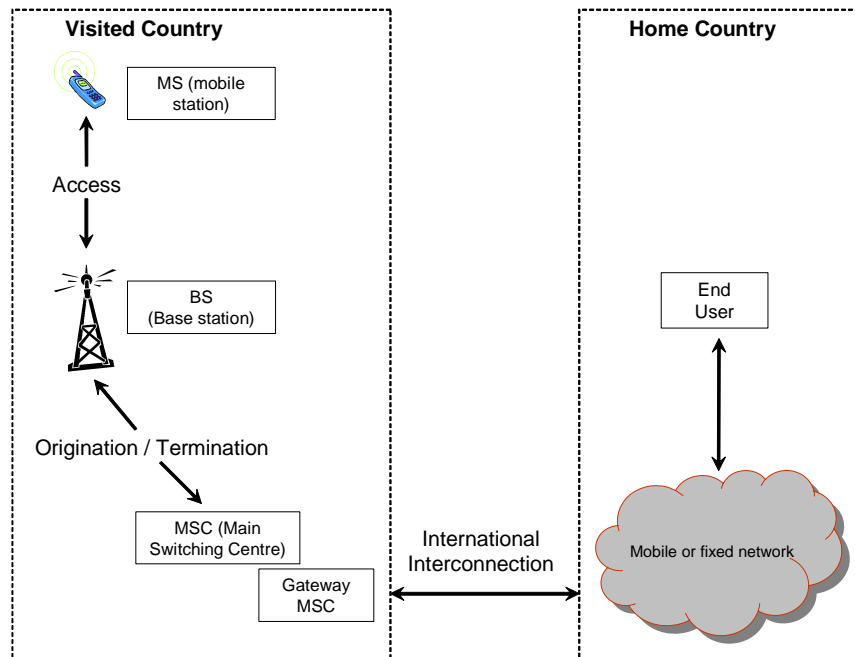 Visited Country
Home Country
MS (mobile
station)
Access
BS
(Base station)
End
User
Origination / Termination
MSC (Main
Switching Centre)
International
Interconnection
Mobile or fixed network
Gateway
MSC